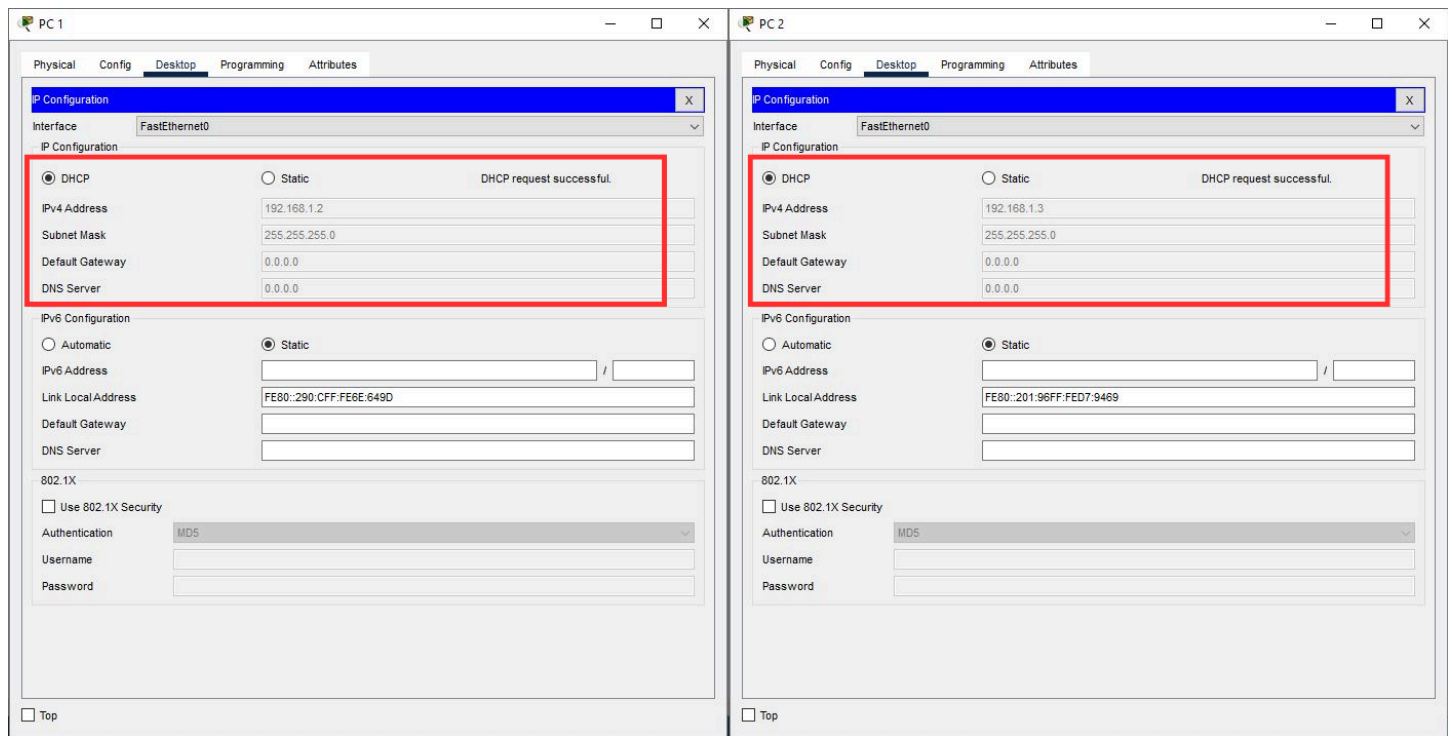 PC 1
Physical Config Desktop Programming Attributes
IP Configuration X
Interface FastEthernet0
IP Configuration
DHCP Static DHCP request successful.
IPv4 Address 192.168.1.2
Subnet Mask 255.255.255.0
Default Gateway 0.0.0.0
DNS Server 0.0.0.0
IPv6 Configuration
Automatic Static
IPv6 Address /
Link Local Address FE80::290:CFF:FE6E:649D
Default Gateway
DNS Server
802.1X
Use 802.1X Security
Authentication MD5
Username
Password
Top
PC 2
Physical Config Desktop Programming Attributes
IP Configuration X
Interface FastEthernet0
IP Configuration
DHCP Static DHCP request successful.
IPv4 Address 192.168.1.3
Subnet Mask 255.255.255.0
Default Gateway 0.0.0.0
DNS Server 0.0.0.0
IPv6 Configuration
Automatic Static
IPv6 Address /
Link Local Address FE80::201:96FF:FED7:9469
Default Gateway
DNS Server
802.1X
Use 802.1X Security
Authentication MD5
Username
Password
Top